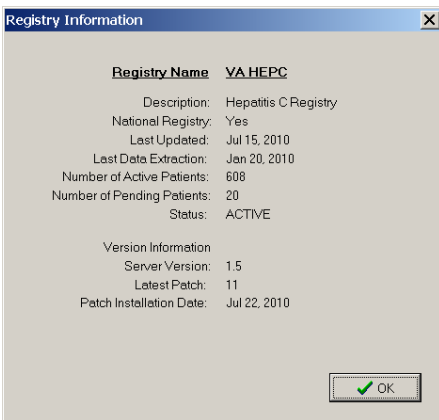 Registry Information
Registry Name VA HEPC
Description: Hepatitis C Registry
National Registry: Yes
Last Updated: Jul 15, 2010
Last Data Extraction: Jan 20, 2010
Number of Active Patients: 608
Number of Pending Patients: 20
Status: ACTIVE
Version Information
Server Version: 1.5
Latest Patch: 11
Patch Installation Date: Jul 22, 2010
OK